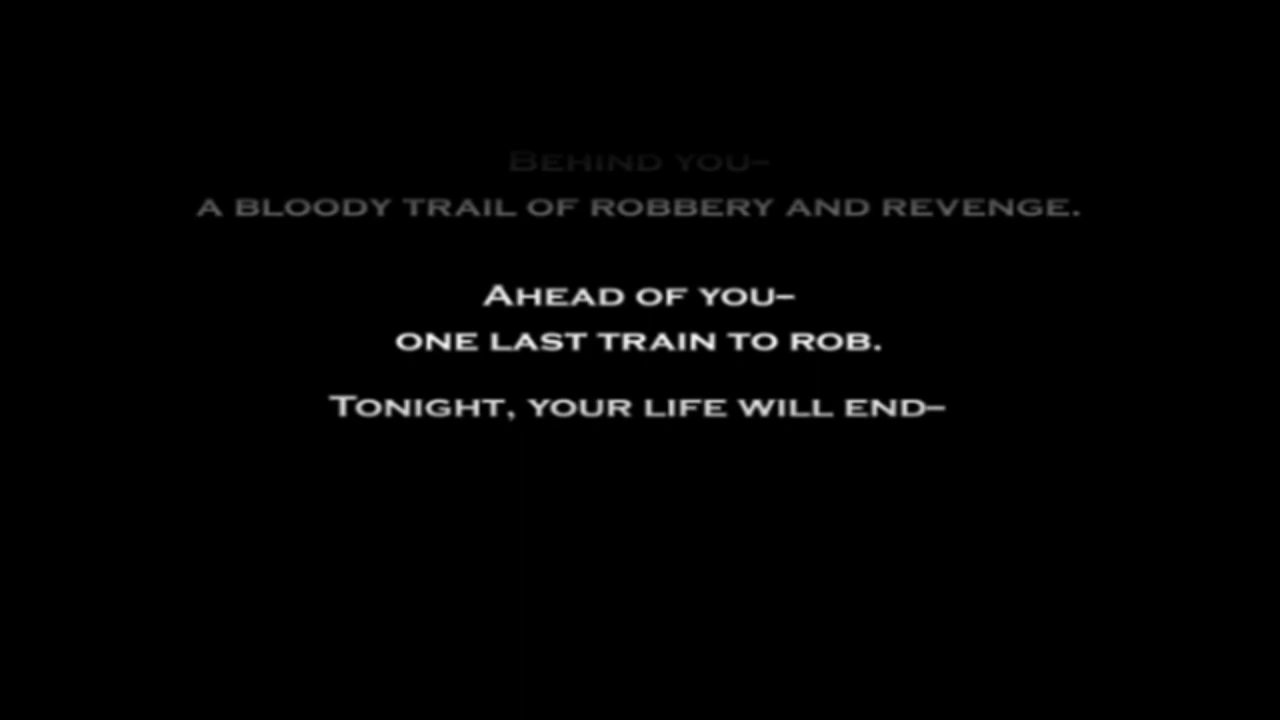 Behind you–
a bloody trail of robbery and revenge.
Ahead of you–
one last train to rob.
Tonight, your life will end–